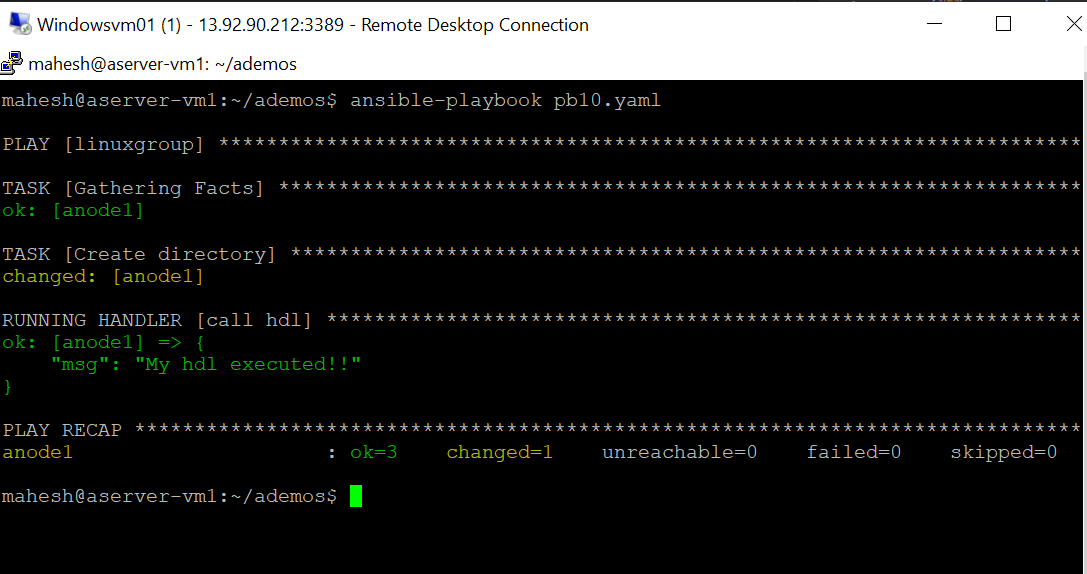 Windowsvm01 (1) - 13.92.90.212:3389 - Remote Desktop Connection
mahesh@aserver-vm1: ~/ademos
mahesh@aserver-vm1:~/ademos$ ansible-playbook pb10.yaml
PLAY [linuxgroup] ************************************************************************
TASK [Gathering Facts] *******************************************************************
ok: [anode1]
TASK [Create directory] ******************************************************************
changed: [anode1]
RUNNING HANDLER [call hdl] ***************************************************************
ok: [anode1] => {
    "msg": "My hdl executed!!"
}
PLAY RECAP *******************************************************************************
anode1                     : ok=3    changed=1    unreachable=0    failed=0    skipped=0
mahesh@aserver-vm1:~/ademos$